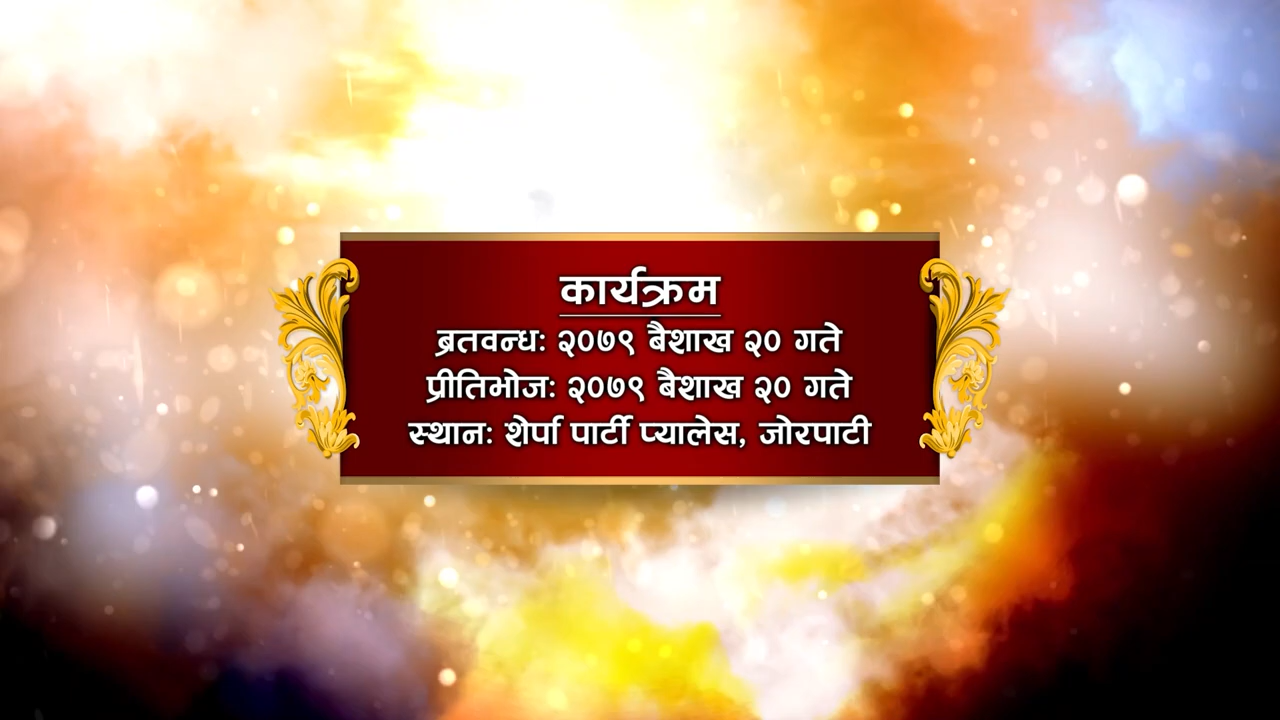 कार्यक्रम
ब्रतवन्धः २०७९ बैशाख २० गते
प्रीतिभोजः २०७९ बैशाख २० गते
स्थानः शेर्पा पार्टी प्यालेस, जोरपाटी